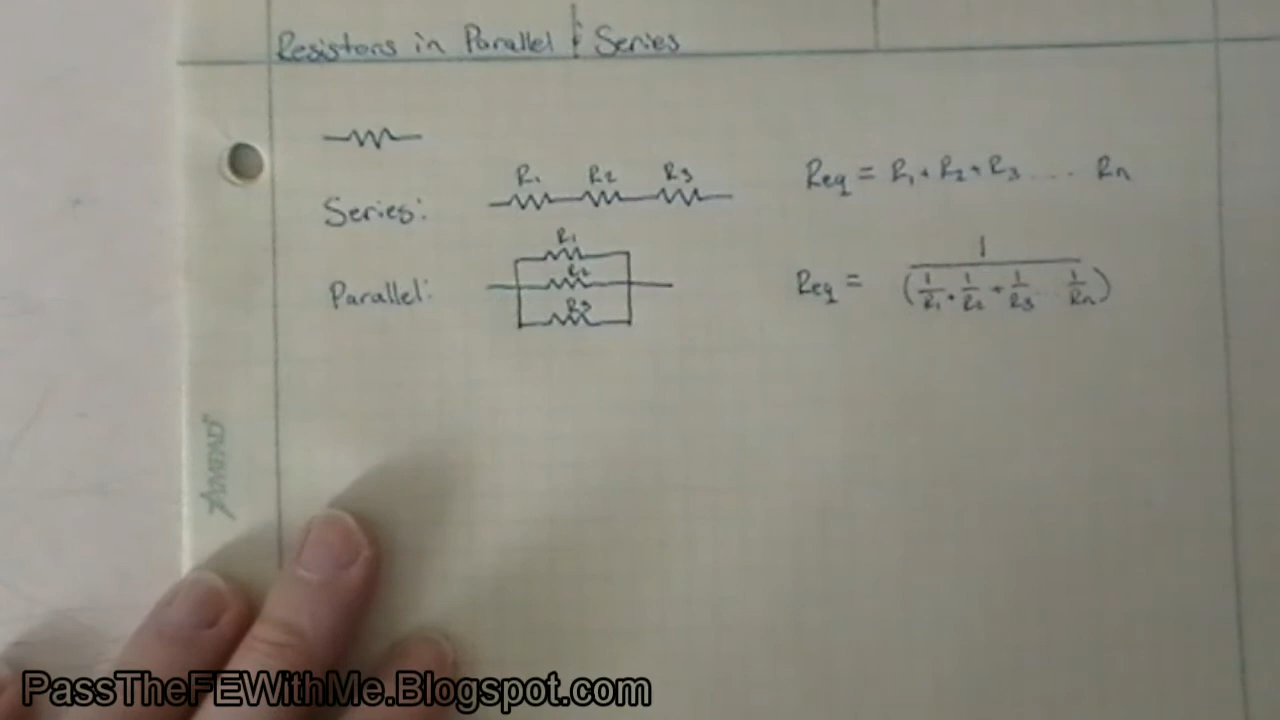 Resistors in Parallel & Series
R1 R2 R3
Req = R1 + R2 + R3 .... Rn
Series:
R1
R2
R3
Parallel:
Req = 1 / (1/R1 + 1/R2 + 1/R3 ... 1/Rn)
AMPAD
PassTheFEWithMe.Blogspot.com